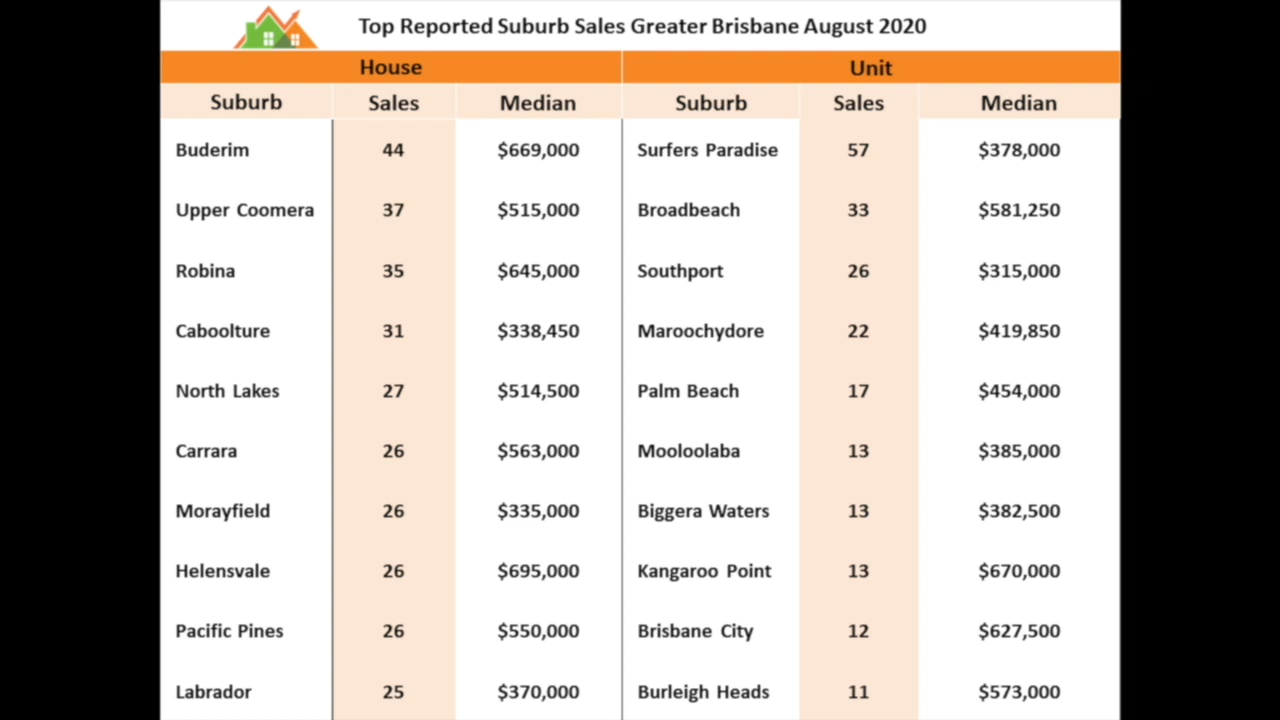 Top Reported Suburb Sales Greater Brisbane August 2020
House Unit
Suburb Sales Median Suburb Sales Median
Buderim 44 $669,000 Surfers Paradise 57 $378,000
Upper Coomera 37 $515,000 Broadbeach 33 $581,250
Robina 35 $645,000 Southport 26 $315,000
Caboolture 31 $338,450 Maroochydore 22 $419,850
North Lakes 27 $514,500 Palm Beach 17 $454,000
Carrara 26 $563,000 Mooloolaba 13 $385,000
Morayfield 26 $335,000 Biggera Waters 13 $382,500
Helensvale 26 $695,000 Kangaroo Point 13 $670,000
Pacific Pines 26 $550,000 Brisbane City 12 $627,500
Labrador 25 $370,000 Burleigh Heads 11 $573,000